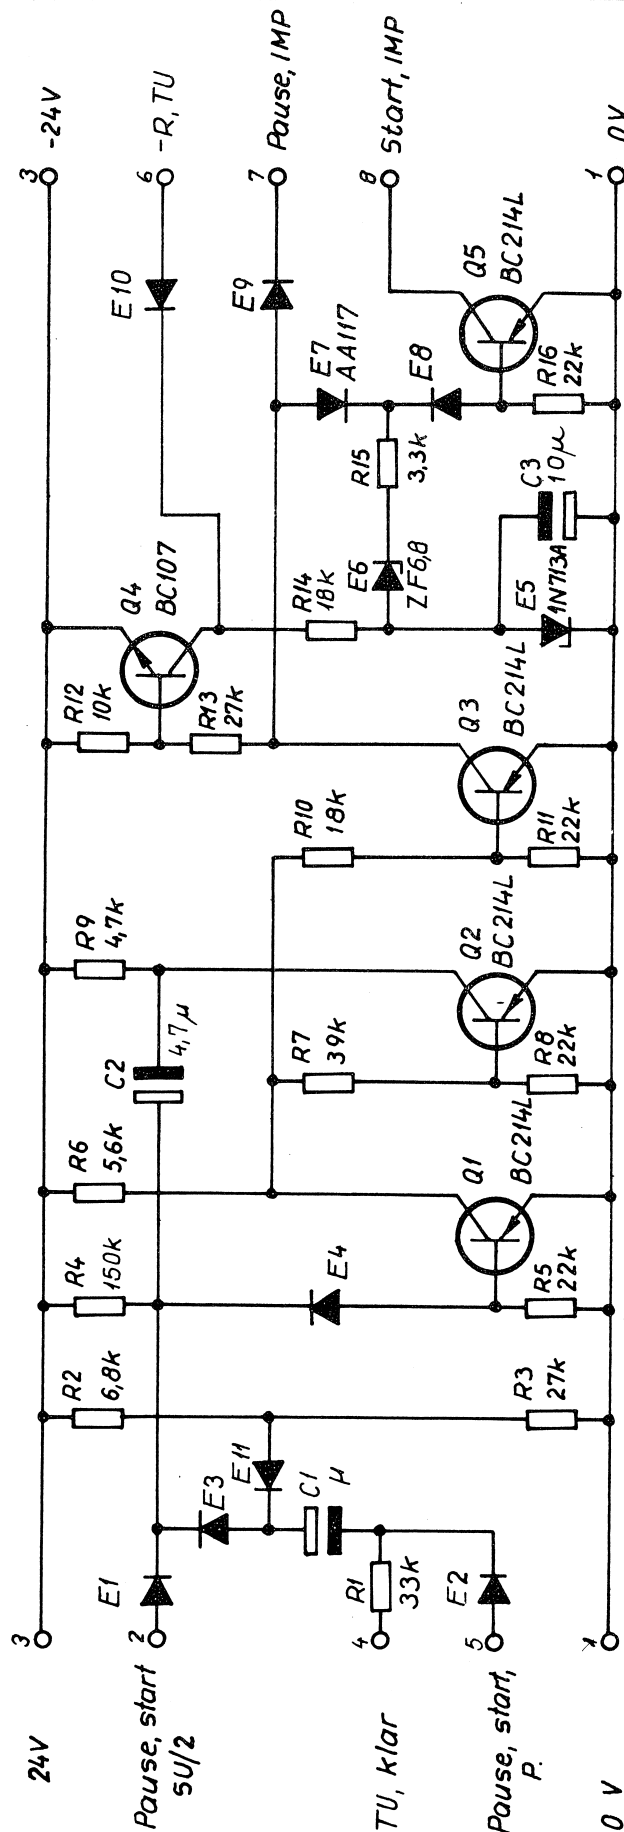 3
24V
3
-24V
E1
2
Pause, start
5U/2
R2
6,8k
R4
150k
R6
5,6k
C2
4,7µ
R9
4,7k
R12
10k
Q4
BC107
R13
27k
E10
6
-R, TU
E3
E11
C1
µ
E4
R7
39k
R10
18k
R14
18k
E9
7
Pause, IMP
E7
AA117
4
TU, klar
R1
33k
E6
ZF6,8
R15
3,3k
E8
8
Start, IMP
5
Pause, start,
P.
E2
R3
27k
R5
22k
Q1
BC214L
R8
22k
Q2
BC214L
R11
22k
Q3
BC214L
E5
1N713A
C3
10µ
R16
22k
Q5
BC214L
1
0 V
1
0V